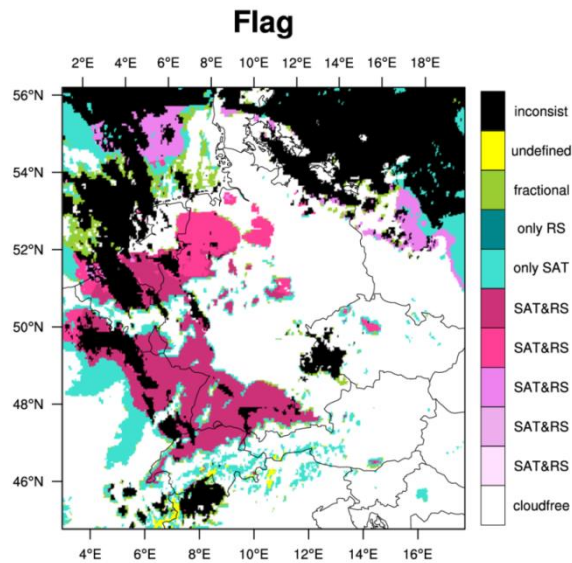 Flag
2°E 4°E 6°E 8°E 10°E 12°E 14°E 16°E 18°E
56°N
54°N
52°N
50°N
48°N
46°N
4°E 6°E 8°E 10°E 12°E 14°E 16°E
inconsist
undefined
fractional
only RS
only SAT
SAT&RS
SAT&RS
SAT&RS
SAT&RS
SAT&RS
cloudfree